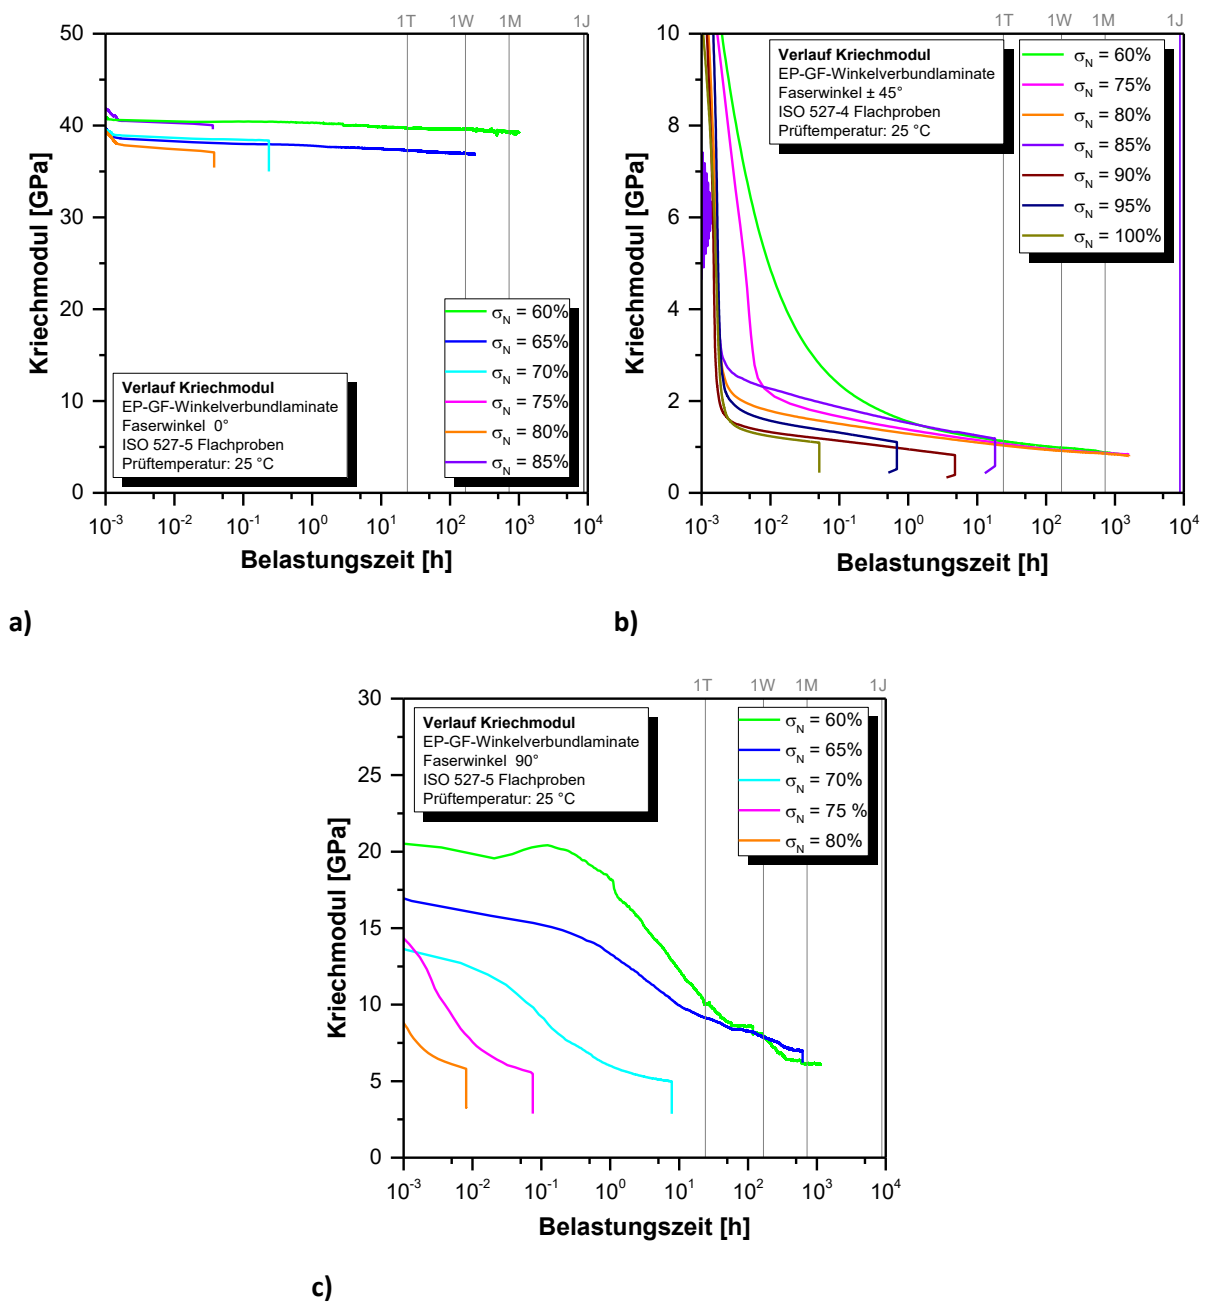 1T 1W 1M 1J
50
40
30
20
10
0
Kriechmodul [GPa]
σN = 60%
σN = 65%
σN = 70%
σN = 75%
σN = 80%
σN = 85%
Verlauf Kriechmodul
EP-GF-Winkelverbundlaminate
Faserwinkel 0°
ISO 527-5 Flachproben
Prüftemperatur: 25 °C
10-3 10-2 10-1 100 101 102 103 104
Belastungszeit [h]
a)
1T 1W 1M 1J
10
8
6
4
2
0
Kriechmodul [GPa]
Verlauf Kriechmodul
EP-GF-Winkelverbundlaminate
Faserwinkel ± 45°
ISO 527-4 Flachproben
Prüftemperatur: 25 °C
σN = 60%
σN = 75%
σN = 80%
σN = 85%
σN = 90%
σN = 95%
σN = 100%
10-3 10-2 10-1 100 101 102 103 104
Belastungszeit [h]
b)
1T 1W 1M 1J
30
25
20
15
10
5
0
Kriechmodul [GPa]
Verlauf Kriechmodul
EP-GF-Winkelverbundlaminate
Faserwinkel 90°
ISO 527-5 Flachproben
Prüftemperatur: 25 °C
σN = 60%
σN = 65%
σN = 70%
σN = 75 %
σN = 80%
10-3 10-2 10-1 100 101 102 103 104
Belastungszeit [h]
c)